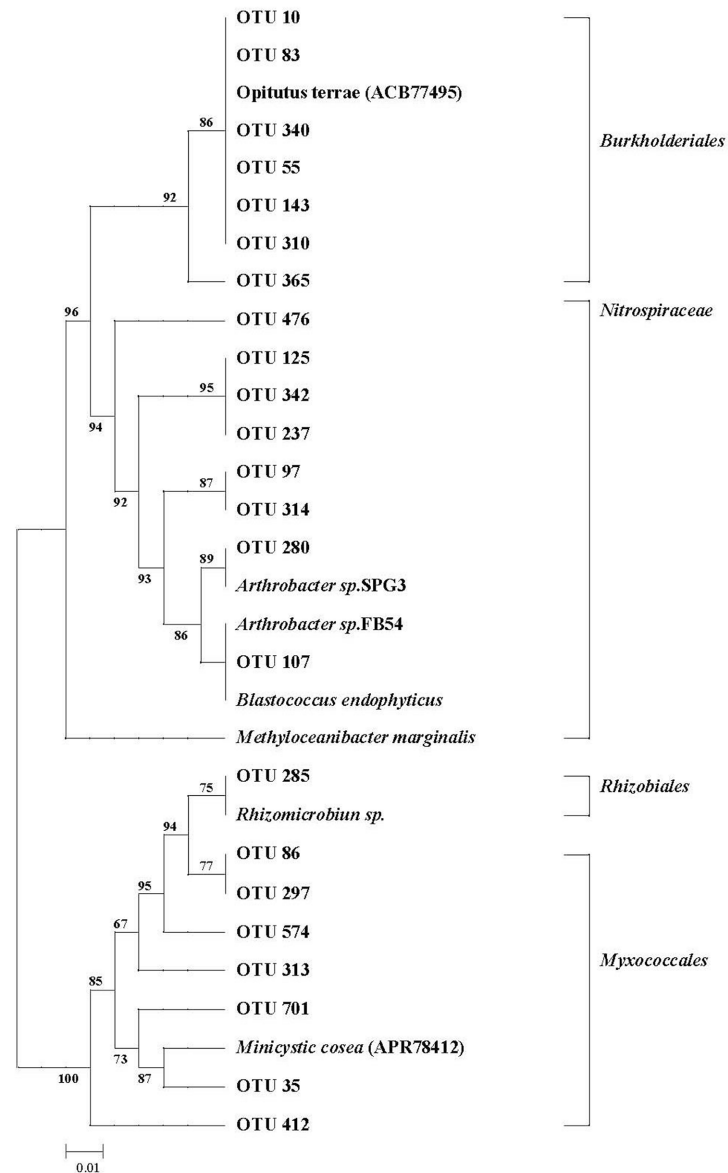 OTU 10
OTU 83
Opitutus terrae (ACB77495)
86
OTU 340
Burkholderiales
OTU 55
92
OTU 143
OTU 310
OTU 365
96
OTU 476
Nitrospiraceae
OTU 125
95
OTU 342
94
OTU 237
OTU 97
87
92
OTU 314
OTU 280
89
93
Arthrobacter sp.SPG3
Arthrobacter sp.FB54
86
OTU 107
Blastococcus endophyticus
Methyloceanibacter marginalis
OTU 285
75
Rhizobiales
Rhizomicrobiun sp.
94
OTU 86
77
95
OTU 297
67
OTU 574
Myxococcales
OTU 313
85
OTU 701
73
Minicystic cosea (APR78412)
100
87
OTU 35
OTU 412
0.01